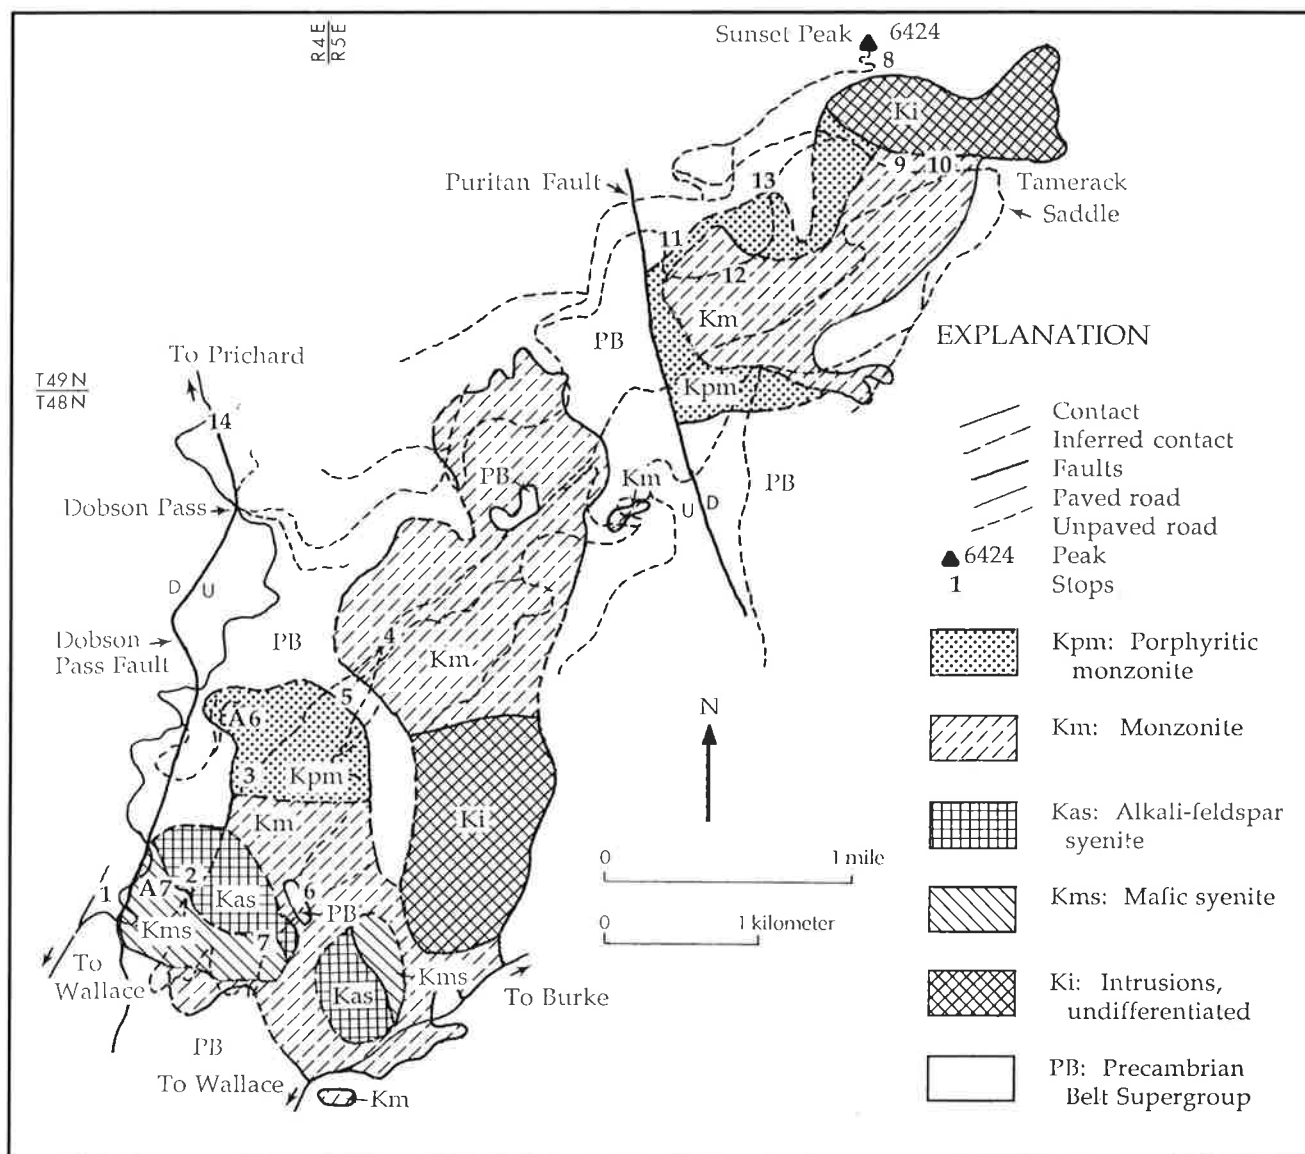 R4E
R5E
Sunset Peak 6424
8
Ki
Puritan Fault
13
9 10
Tamerack
Saddle
11
12
Km
PB
To Prichard
T49N
T48N
14
Kpm
EXPLANATION
Contact
Inferred contact
Faults
Paved road
Unpaved road
6424 Peak
1 Stops
PB
Km
PB
Dobson Pass
U D
D U
Dobson
Pass Fault
PB
4
Km
Kpm: Porphyritic
monzonite
5
A6
N
Km: Monzonite
3
Kpm
Km
Ki
Kas: Alkali-feldspar
syenite
0 1 mile
1
A7
2
Kas
6
PB
Kms: Mafic syenite
0 1 kilometer
Kms
7
Kms
To
Wallace
Kas
To Burke
Ki: Intrusions,
undifferentiated
PB
To Wallace
Km
PB: Precambrian
Belt Supergroup